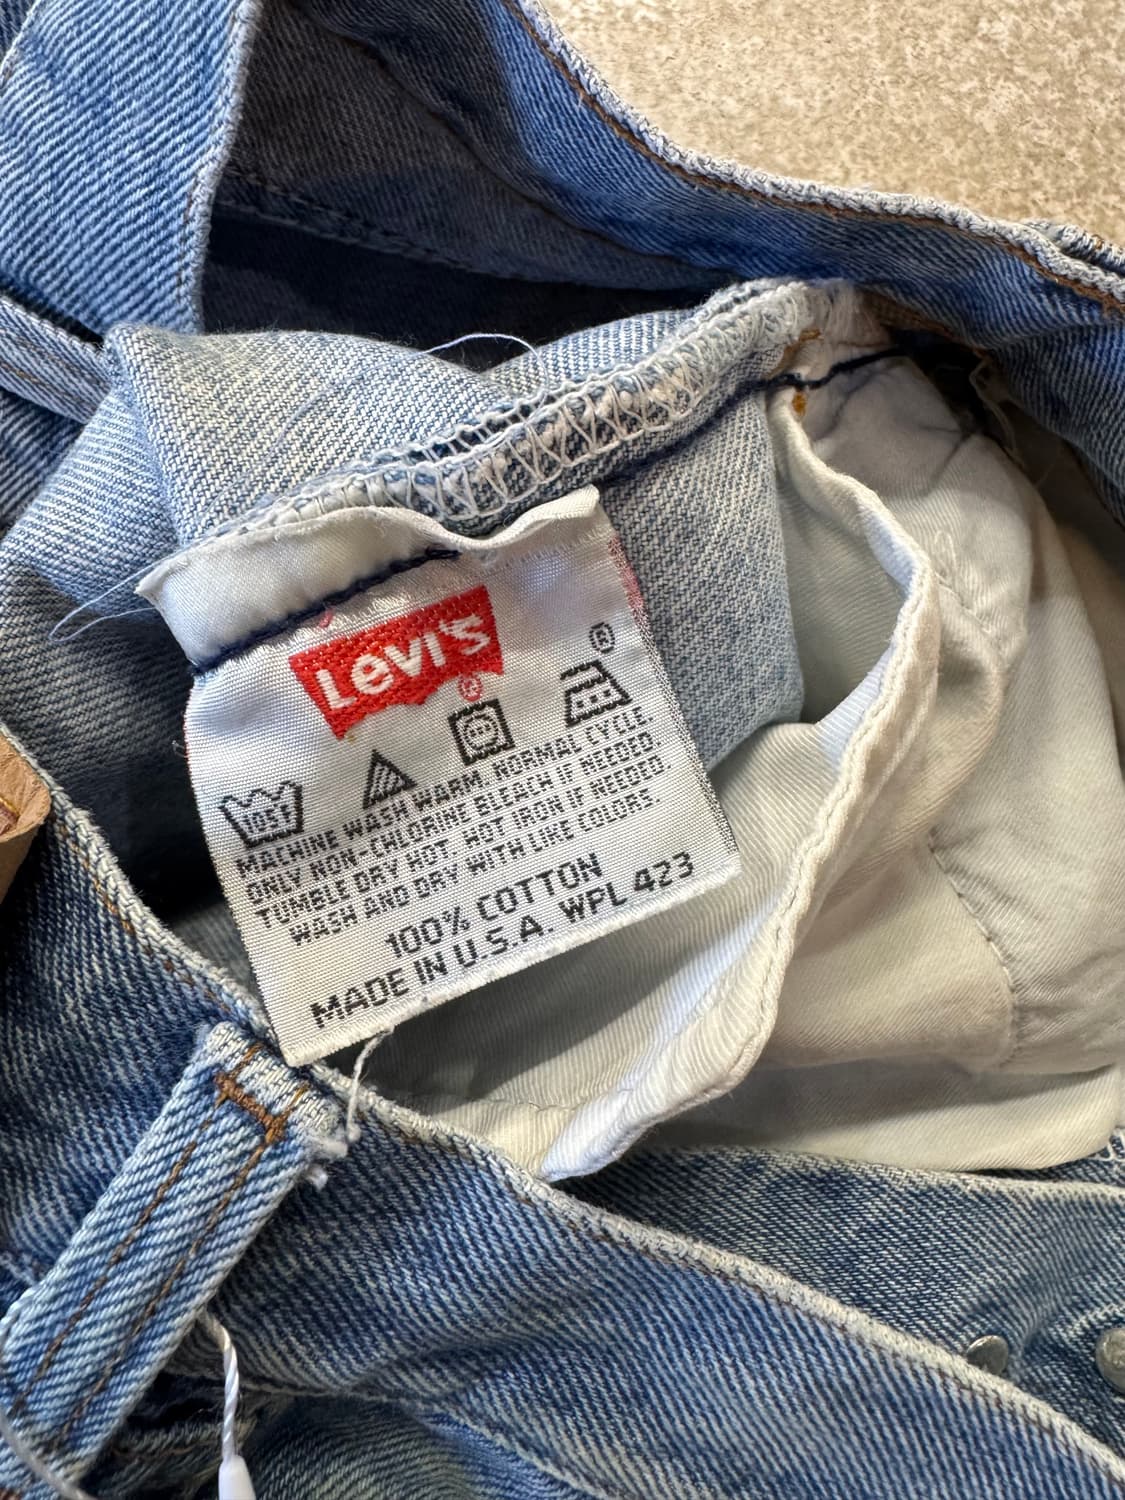 Levi's
®
105F
MACHINE WASH WARM, NORMAL CYCLE.
ONLY NON-CHLORINE BLEACH IF NEEDED.
TUMBLE DRY HOT. HOT IRON IF NEEDED
WASH AND DRY WITH LIKE COLORS.
100% COTTON
MADE IN U.S.A. WPL 423